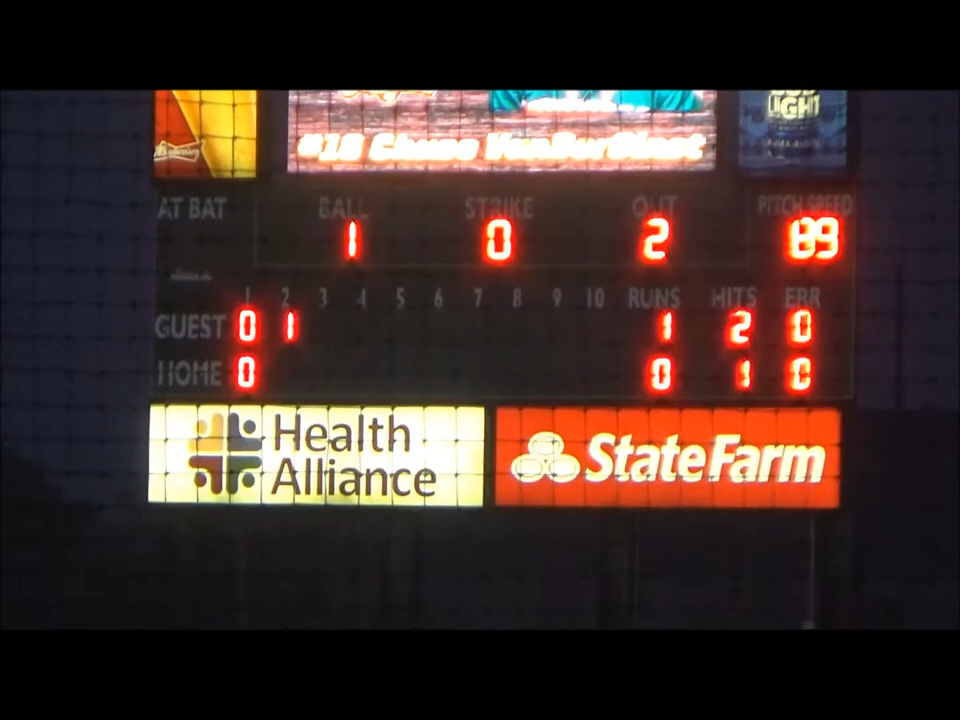 Budweiser
BUD
LIGHT
#18 Chase VanDerBleat
AT BAT BALL STRIKE OUT PITCH SPEED
1 0 2 89
1 2 3 4 5 6 7 8 9 10 RUNS HITS ERR
GUEST 0 1 1 2 0
HOME 0 0 1 0
Health
Alliance
StateFarm